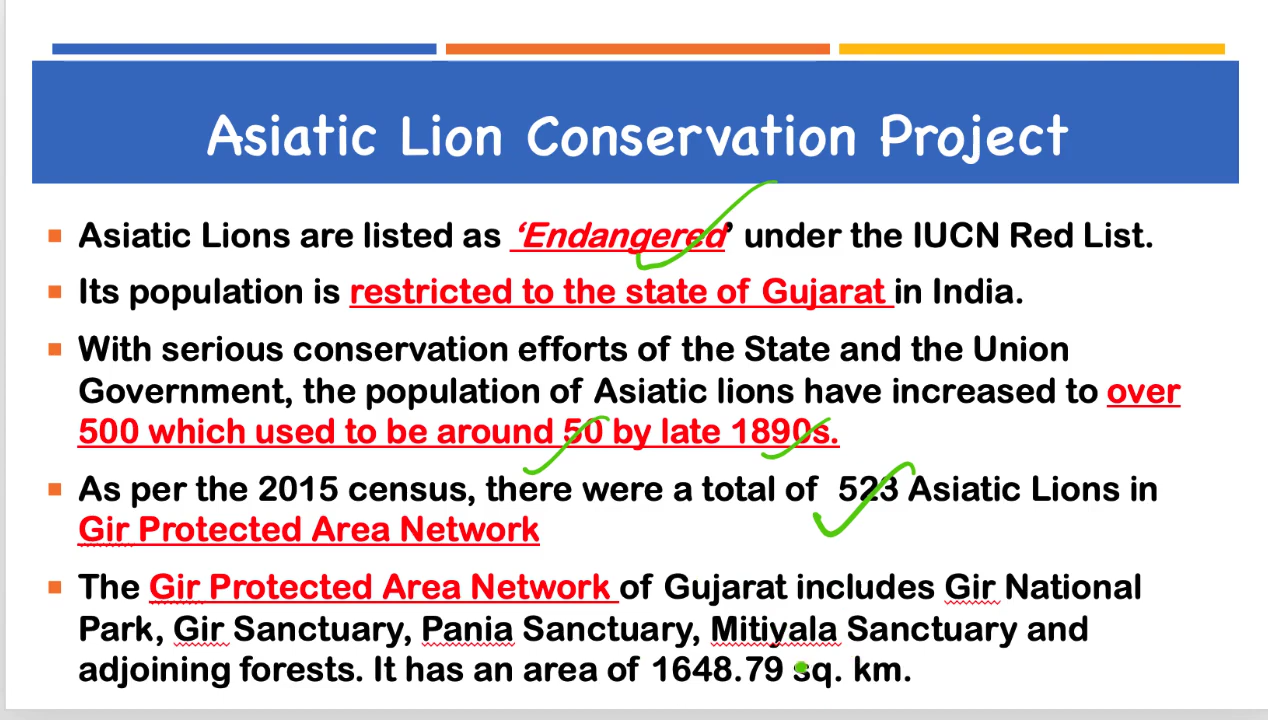 Asiatic Lion Conservation Project
Asiatic Lions are listed as ‘Endangered’ under the IUCN Red List.
Its population is restricted to the state of Gujarat in India.
With serious conservation efforts of the State and the Union
Government, the population of Asiatic lions have increased to over
500 which used to be around 50 by late 1890s.
As per the 2015 census, there were a total of 523 Asiatic Lions in
Gir Protected Area Network
The Gir Protected Area Network of Gujarat includes Gir National
Park, Gir Sanctuary, Pania Sanctuary, Mitiyala Sanctuary and
adjoining forests. It has an area of 1648.79 sq. km.